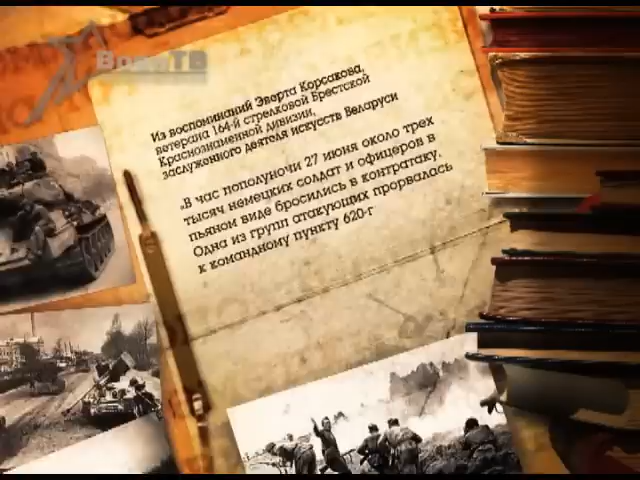 ВоенТВ
Из воспоминаний Эверта Корсакова,
ветерана 164-й стрелковой Брестской
Краснознаменной дивизии,
заслуженного деятеля искусств Беларуси
"В час пополуночи 27 июня около трех
тысяч немецких солдат и офицеров в
пьяном виде бросились в контратаку.
Одна из групп атакующих прорвалась
к командному пункту 620-г